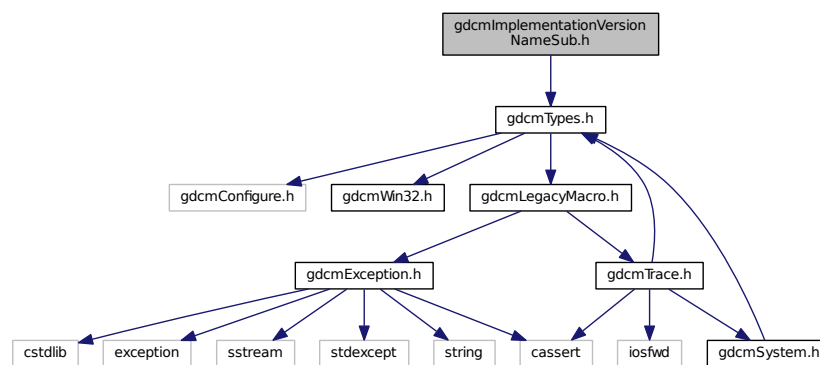 gdcmImplementationVersion
NameSub.h
gdcmTypes.h
gdcmConfigure.h
gdcmWin32.h
gdcmLegacyMacro.h
gdcmException.h
gdcmTrace.h
cstdlib
exception
sstream
stdexcept
string
cassert
iosfwd
gdcmSystem.h